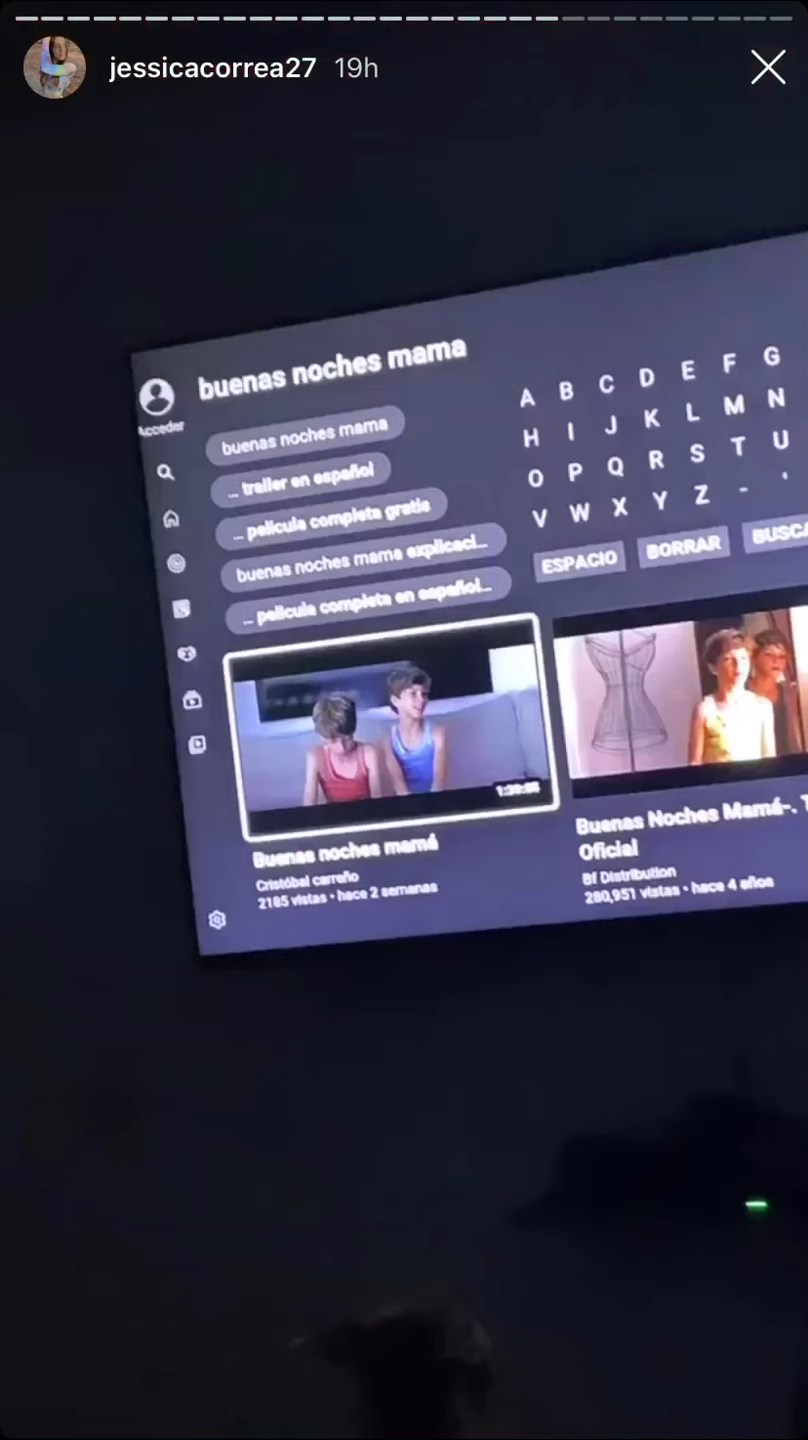 jessicacorrea27 19h
buenas noches mama
Acceder
buenas noches mama
... trailer en español
... pelicula completa gratis
buenas noches mama explicaci...
... pelicula completa en español...
A B C D E F G
H I J K L M N
O P Q R S T U
V W X Y Z - '
ESPACIO BORRAR BUSCA
Buenas noches mamá
Cristóbal carreño
2185 vistas • hace 2 semanas
Buenas Noches Mamá-. T
Oficial
Bf Distribution
280,951 vistas • hace 4 años